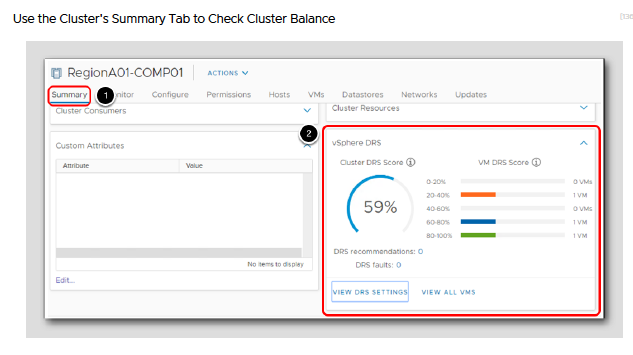 Use the Cluster's Summary Tab to Check Cluster Balance
[136
RegionA01-COMP01
ACTIONS
Summary
1
nitor
Configure
Permissions
Hosts
VMs
Datastores
Networks
Updates
Cluster Consumers
Cluster Resources
2
Custom Attributes
Attribute
Value
No items to display
Edit...
vSphere DRS
Cluster DRS Score
VM DRS Score
59%
0-20%
0 VMs
20-40%
1 VM
40-60%
0 VMs
60-80%
1 VM
80-100%
1 VM
DRS recommendations: 0
DRS faults: 0
VIEW DRS SETTINGS
VIEW ALL VMS